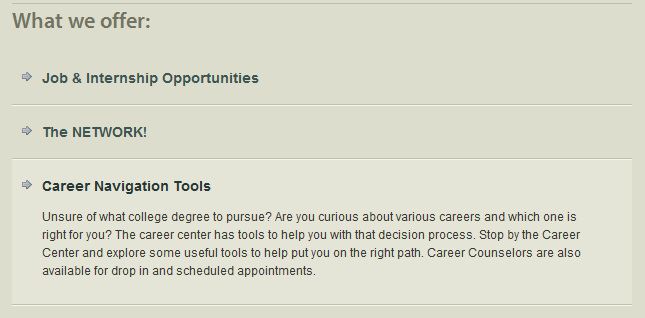 What we offer:
Job & Internship Opportunities
The NETWORK!
Career Navigation Tools
Unsure of what college degree to pursue? Are you curious about various careers and which one is
right for you? The career center has tools to help you with that decision process. Stop by the Career
Center and explore some useful tools to help put you on the right path. Career Counselors are also
available for drop in and scheduled appointments.